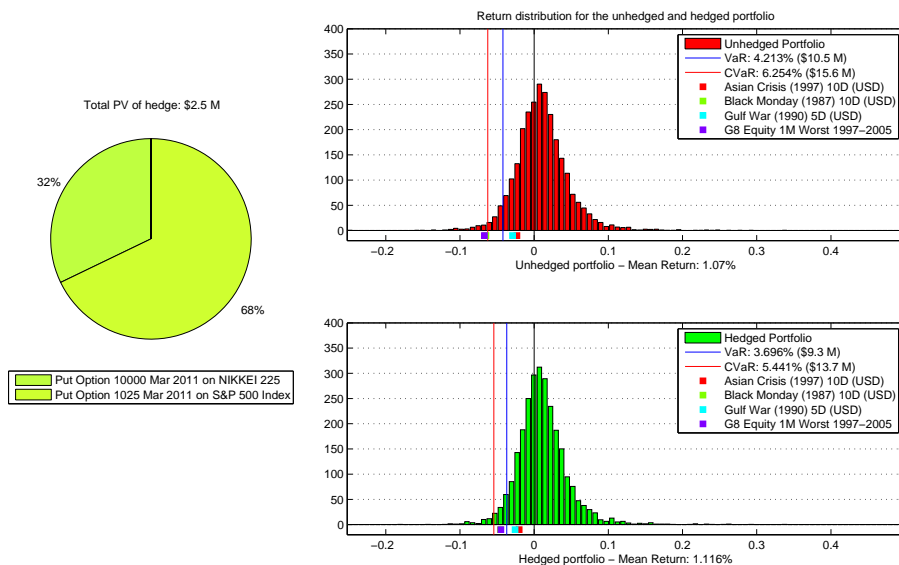 Total PV of hedge: $2.5 M
32%
68%
Put Option 10000 Mar 2011 on NIKKEI 225
Put Option 1025 Mar 2011 on S&P 500 Index
Return distribution for the unhedged and hedged portfolio
400
350
300
250
200
150
100
50
0
Unhedged Portfolio
VaR: 4.213% ($10.5 M)
CVaR: 6.254% ($15.6 M)
Asian Crisis (1997) 10D (USD)
Black Monday (1987) 10D (USD)
Gulf War (1990) 5D (USD)
G8 Equity 1M Worst 1997−2005
−0.2 −0.1 0 0.1 0.2 0.3 0.4
Unhedged portfolio − Mean Return: 1.07%
400
350
300
250
200
150
100
50
0
Hedged Portfolio
VaR: 3.696% ($9.3 M)
CVaR: 5.441% ($13.7 M)
Asian Crisis (1997) 10D (USD)
Black Monday (1987) 10D (USD)
Gulf War (1990) 5D (USD)
G8 Equity 1M Worst 1997−2005
−0.2 −0.1 0 0.1 0.2 0.3 0.4
Hedged portfolio − Mean Return: 1.116%